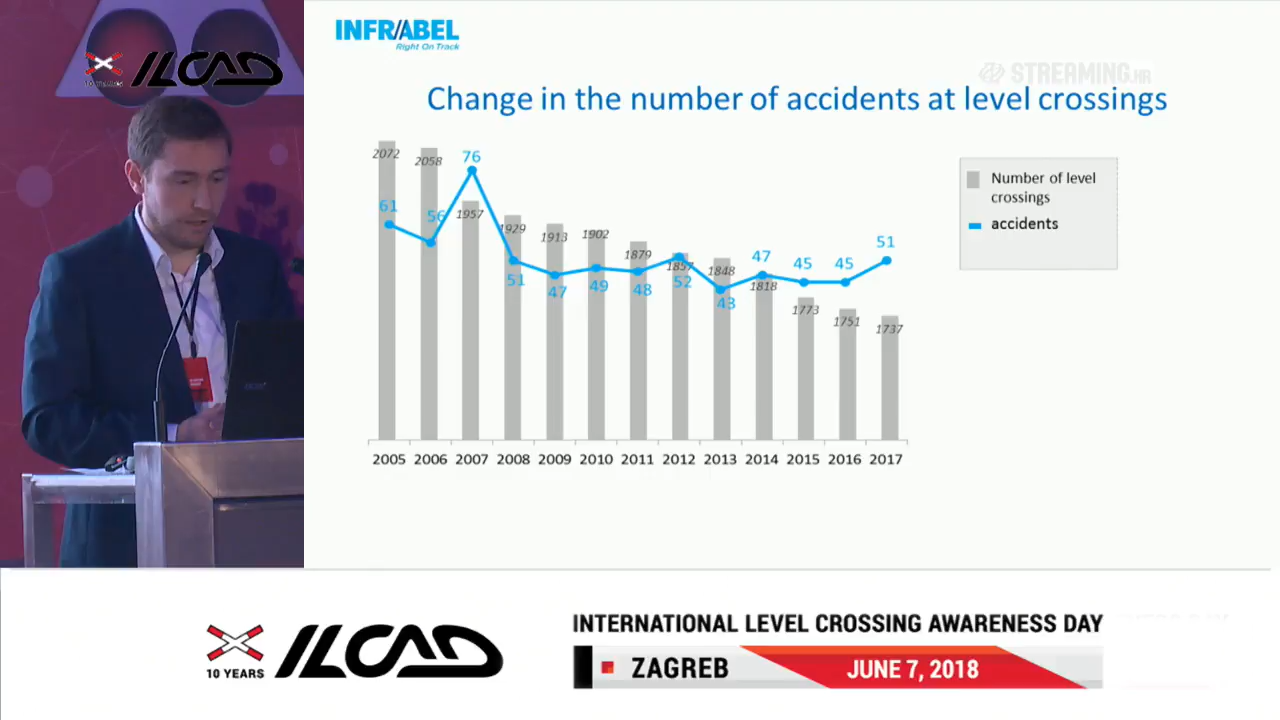 ILCAD
10 YEARS
INFRABEL
Right On Track
STREAMING.HR
Change in the number of accidents at level crossings
2072
2058
1957
1929
1913
1902
1879
1857
1848
1818
1773
1751
1737
61
56
76
51
47
49
48
52
43
47
45
45
51
2005 2006 2007 2008 2009 2010 2011 2012 2013 2014 2015 2016 2017
Number of level
crossings
accidents
10 YEARS
ILCAD
INTERNATIONAL LEVEL CROSSING AWARENESS DAY
ZAGREB
JUNE 7, 2018